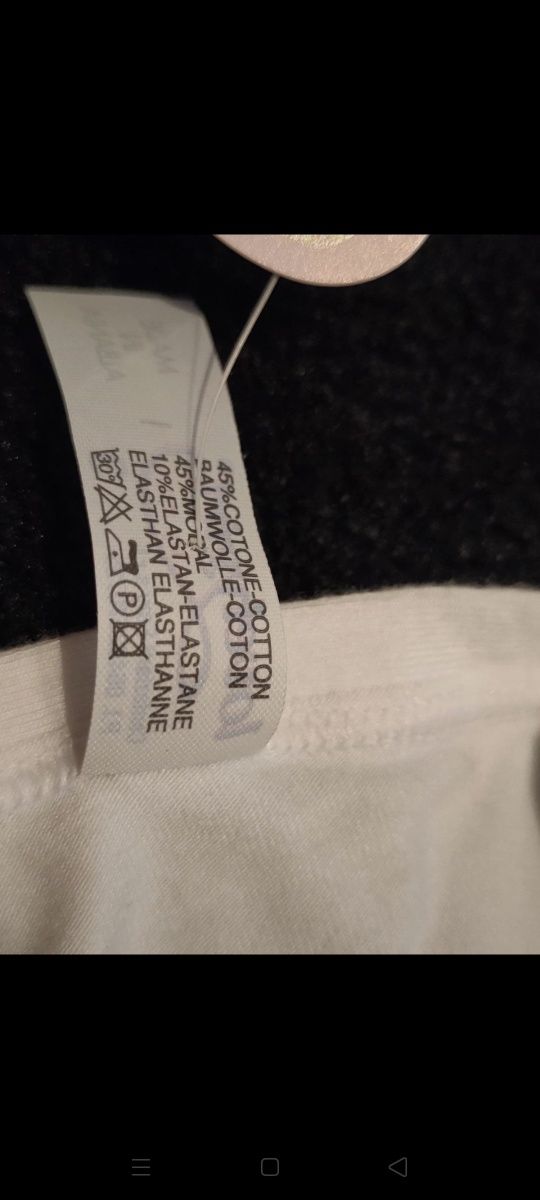 45%COTONE-COTTON
BAUMWOLLE-COTON
45%MODAL
10%ELASTAN-ELASTANE
ELASTHAN ELASTHANNE
30°
P